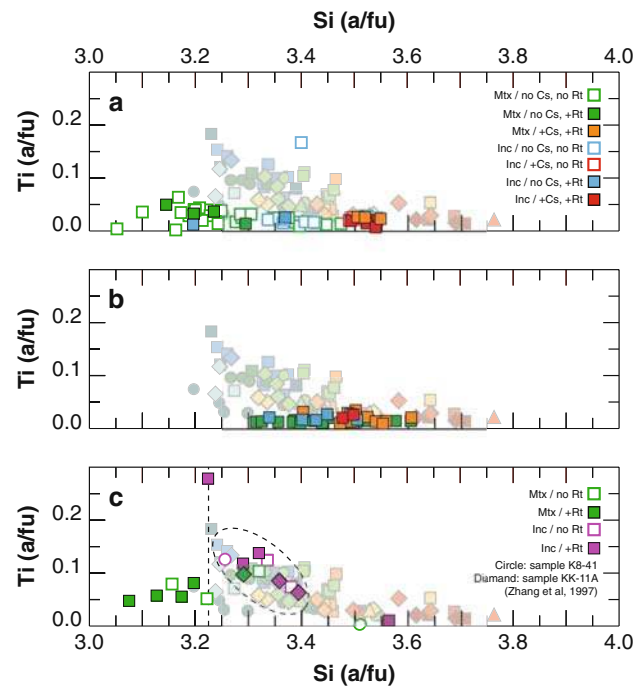 Si (a/fu)
3.0 3.2 3.4 3.6 3.8 4.0
a
Mtx / no Cs, no Rt
Mtx / no Cs, +Rt
Mtx / +Cs, +Rt
Inc / no Cs, no Rt
Inc / +Cs, no Rt
Inc / no Cs, +Rt
Inc / +Cs, +Rt
Ti (a/fu)
0.2
0.1
0.0
b
Ti (a/fu)
0.2
0.1
0.0
c
Mtx / no Rt
Mtx / +Rt
Inc / no Rt
Inc / +Rt
Circle: sample K8-41
Dumand: sample KK-11A
(Zhang et al, 1997)
Ti (a/fu)
0.2
0.1
0.0
3.0 3.2 3.4 3.6 3.8 4.0
Si (a/fu)